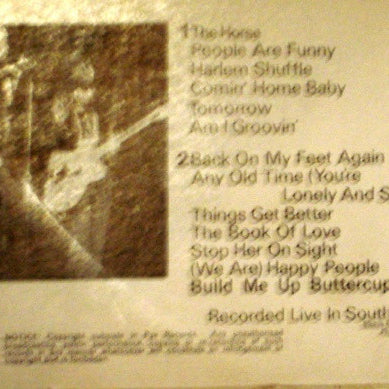 1 The Horse
People Are Funny
Harlem Shuffle
Comin' Home Baby
Tomorrow
Am I Groovin'
2 Back On My Feet Again
Any Old Time (You're
Lonely And S
Things Get Better
The Book Of Love
Stop Her On Sight
(We Are) Happy People
Build Me Up Buttercup
Recorded Live In South
NOTICE: Copyright